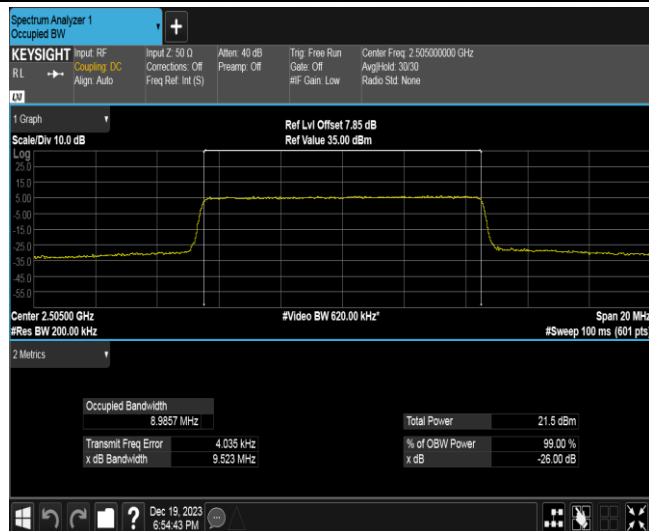 Spectrum Analyzer 1
Occupied BW
+
KEYSIGHT Input: RF Input Z: 50 Ω Atten: 40 dB Trig: Free Run Center Freq: 2.505000000 GHz
RL Coupling: DC Corrections: Off Preamp: Off Gate: Off Avg|Hold: 30/30
Align: Auto Freq Ref: Int (S) #IF Gain: Low Radio Std: None
LXI
1 Graph
Ref Lvl Offset 7.85 dB
Scale/Div 10.0 dB Ref Value 35.00 dBm
Log
25.0
15.0
5.00
-5.00
-15.0
-25.0
-35.0
-45.0
-55.0
Center 2.50500 GHz #Video BW 620.00 kHz* Span 20 MHz
#Res BW 200.00 kHz #Sweep 100 ms (601 pts)
2 Metrics
Occupied Bandwidth
8.9857 MHz Total Power 21.5 dBm
Transmit Freq Error 4.035 kHz % of OBW Power 99.00 %
x dB Bandwidth 9.523 MHz x dB -26.00 dB
? Dec 19, 2023
6:54:43 PM